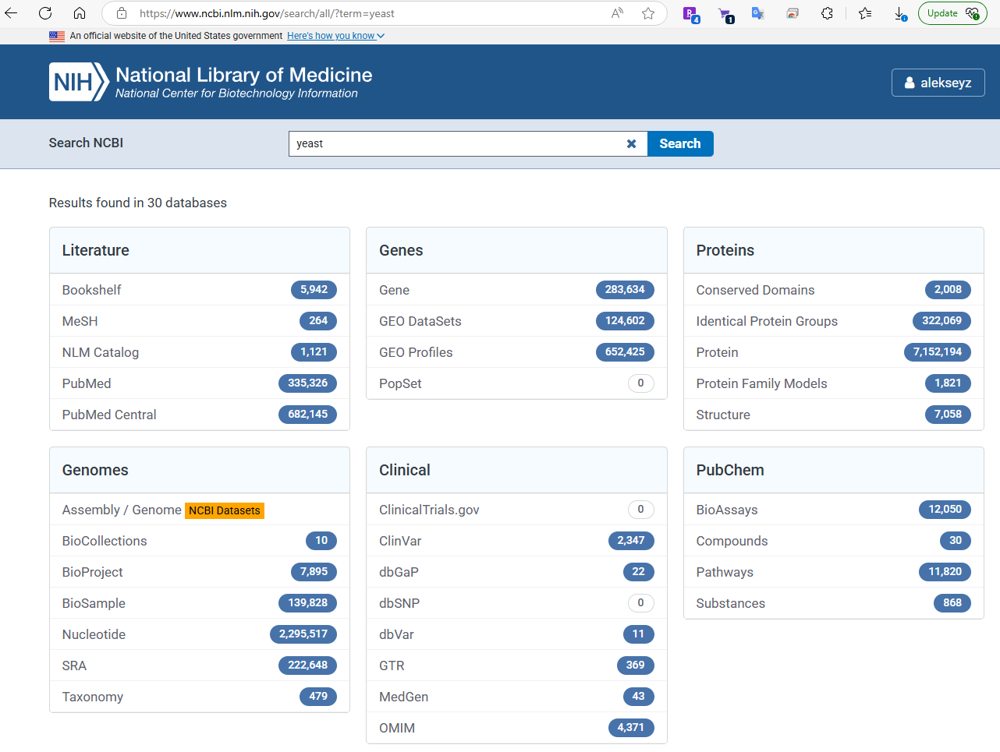 https://www.ncbi.nlm.nih.gov/search/all/?term=yeast
4
1
Update
An official website of the United States government Here's how you know
NIH
National Library of Medicine
National Center for Biotechnology Information
alekseyz
Search NCBI
yeast
Search
Results found in 30 databases
Literature
Bookshelf 5,942
MeSH 264
NLM Catalog 1,121
PubMed 335,326
PubMed Central 682,145
Genes
Gene 283,634
GEO DataSets 124,602
GEO Profiles 652,425
PopSet 0
Proteins
Conserved Domains 2,008
Identical Protein Groups 322,069
Protein 7,152,194
Protein Family Models 1,821
Structure 7,058
Genomes
Assembly / Genome NCBI Datasets
BioCollections 10
BioProject 7,895
BioSample 139,828
Nucleotide 2,295,517
SRA 222,648
Taxonomy 479
Clinical
ClinicalTrials.gov 0
ClinVar 2,347
dbGaP 22
dbSNP 0
dbVar 11
GTR 369
MedGen 43
OMIM 4,371
PubChem
BioAssays 12,050
Compounds 30
Pathways 11,820
Substances 868